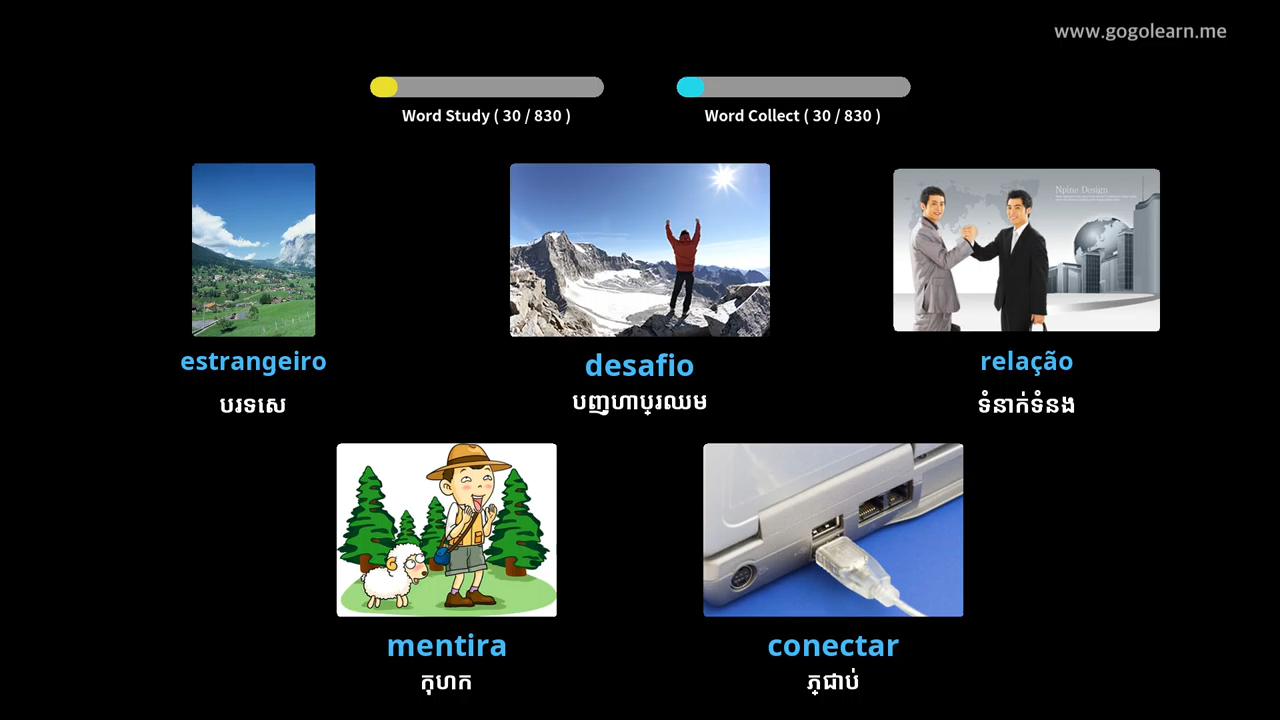 www.gogolearn.me
Word Study ( 30 / 830 )
Word Collect ( 30 / 830 )
Npine Design
estrangeiro
បរទេស
desafio
បញ្ហាប្រឈម
relação
ទំនាក់ទំនង
mentira
កុហក
conectar
ភ្ជាប់